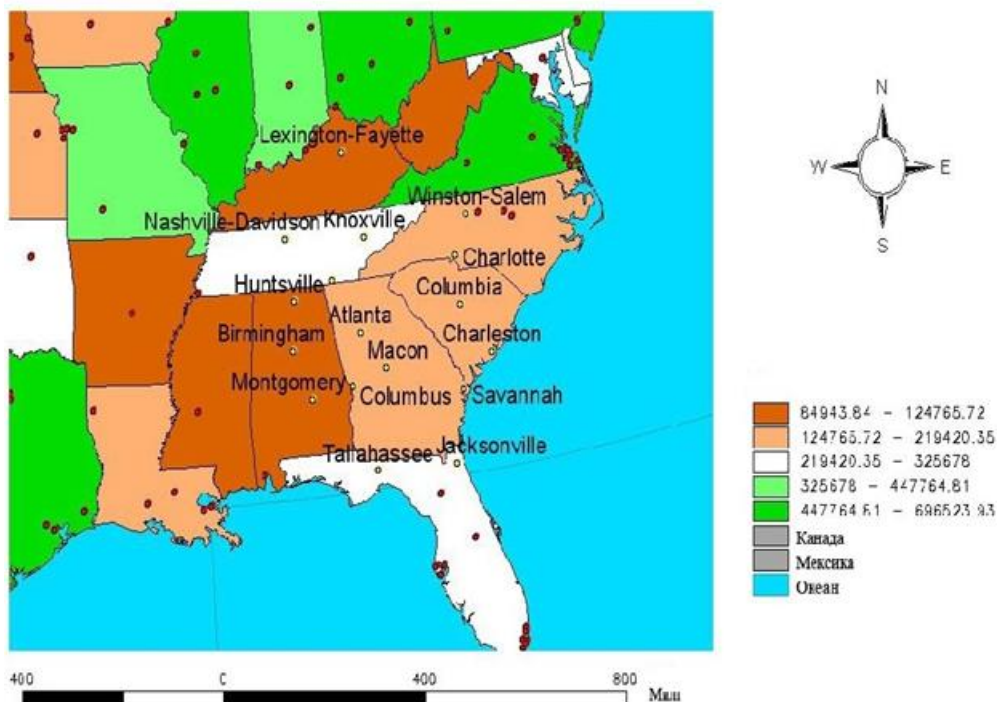 Lexington-Fayette
Winston-Salem
Nashville-Davidson
Knoxville
Charlotte
Huntsville
Columbia
Atlanta
Birmingham
Charleston
Macon
Montgomery
Columbus
Savannah
Jacksonville
Tallahassee
N
W
E
S
84943.84 - 124765.72
124765.72 - 219420.35
219420.35 - 325678
325678 - 447764.81
447764.81 - 696523.93
Канада
Мексика
Океан
400 0 400 800
Мили